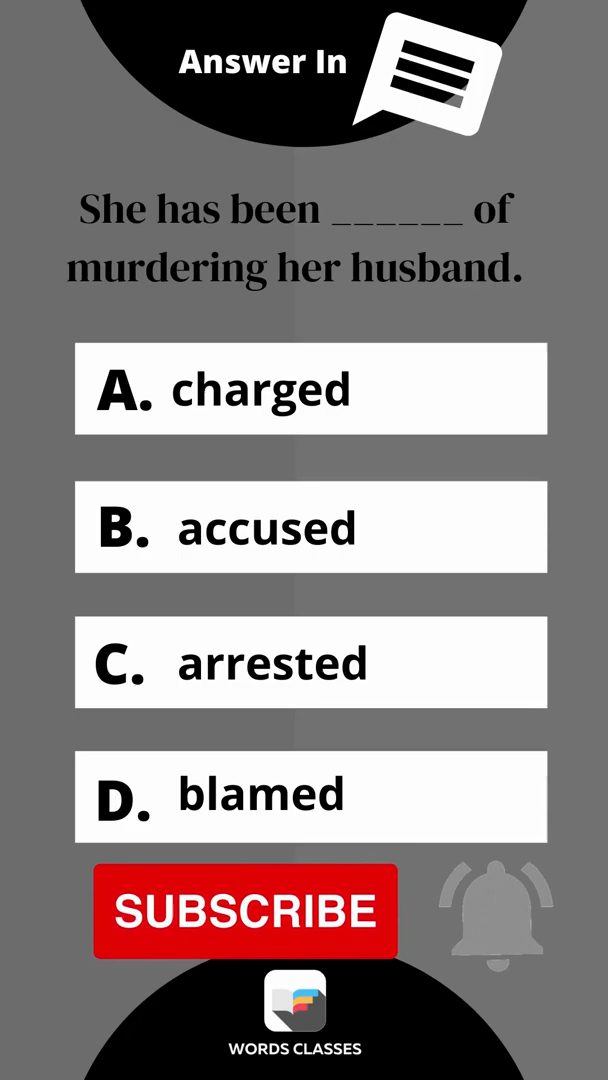 Answer In
She has been ______ of
murdering her husband.
A. charged
B. accused
C. arrested
D. blamed
SUBSCRIBE
WORDS CLASSES